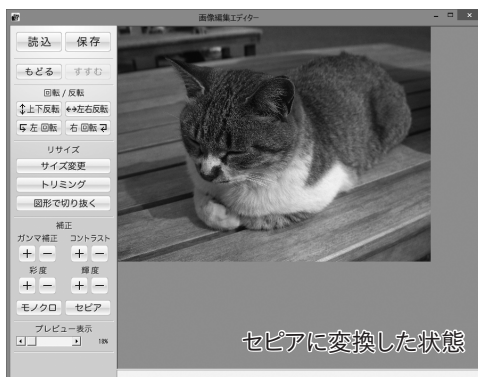 画像編集エディター
読込 保存
もどる すすむ
回転 / 反転
上下反転 左右反転
左回転 右回転
リサイズ
サイズ変更
トリミング
図形で切り抜く
補正
ガンマ補正 コントラスト
+ − + −
彩度 輝度
+ − + −
モノクロ セピア
プレビュー表示
18%
セピアに変換した状態